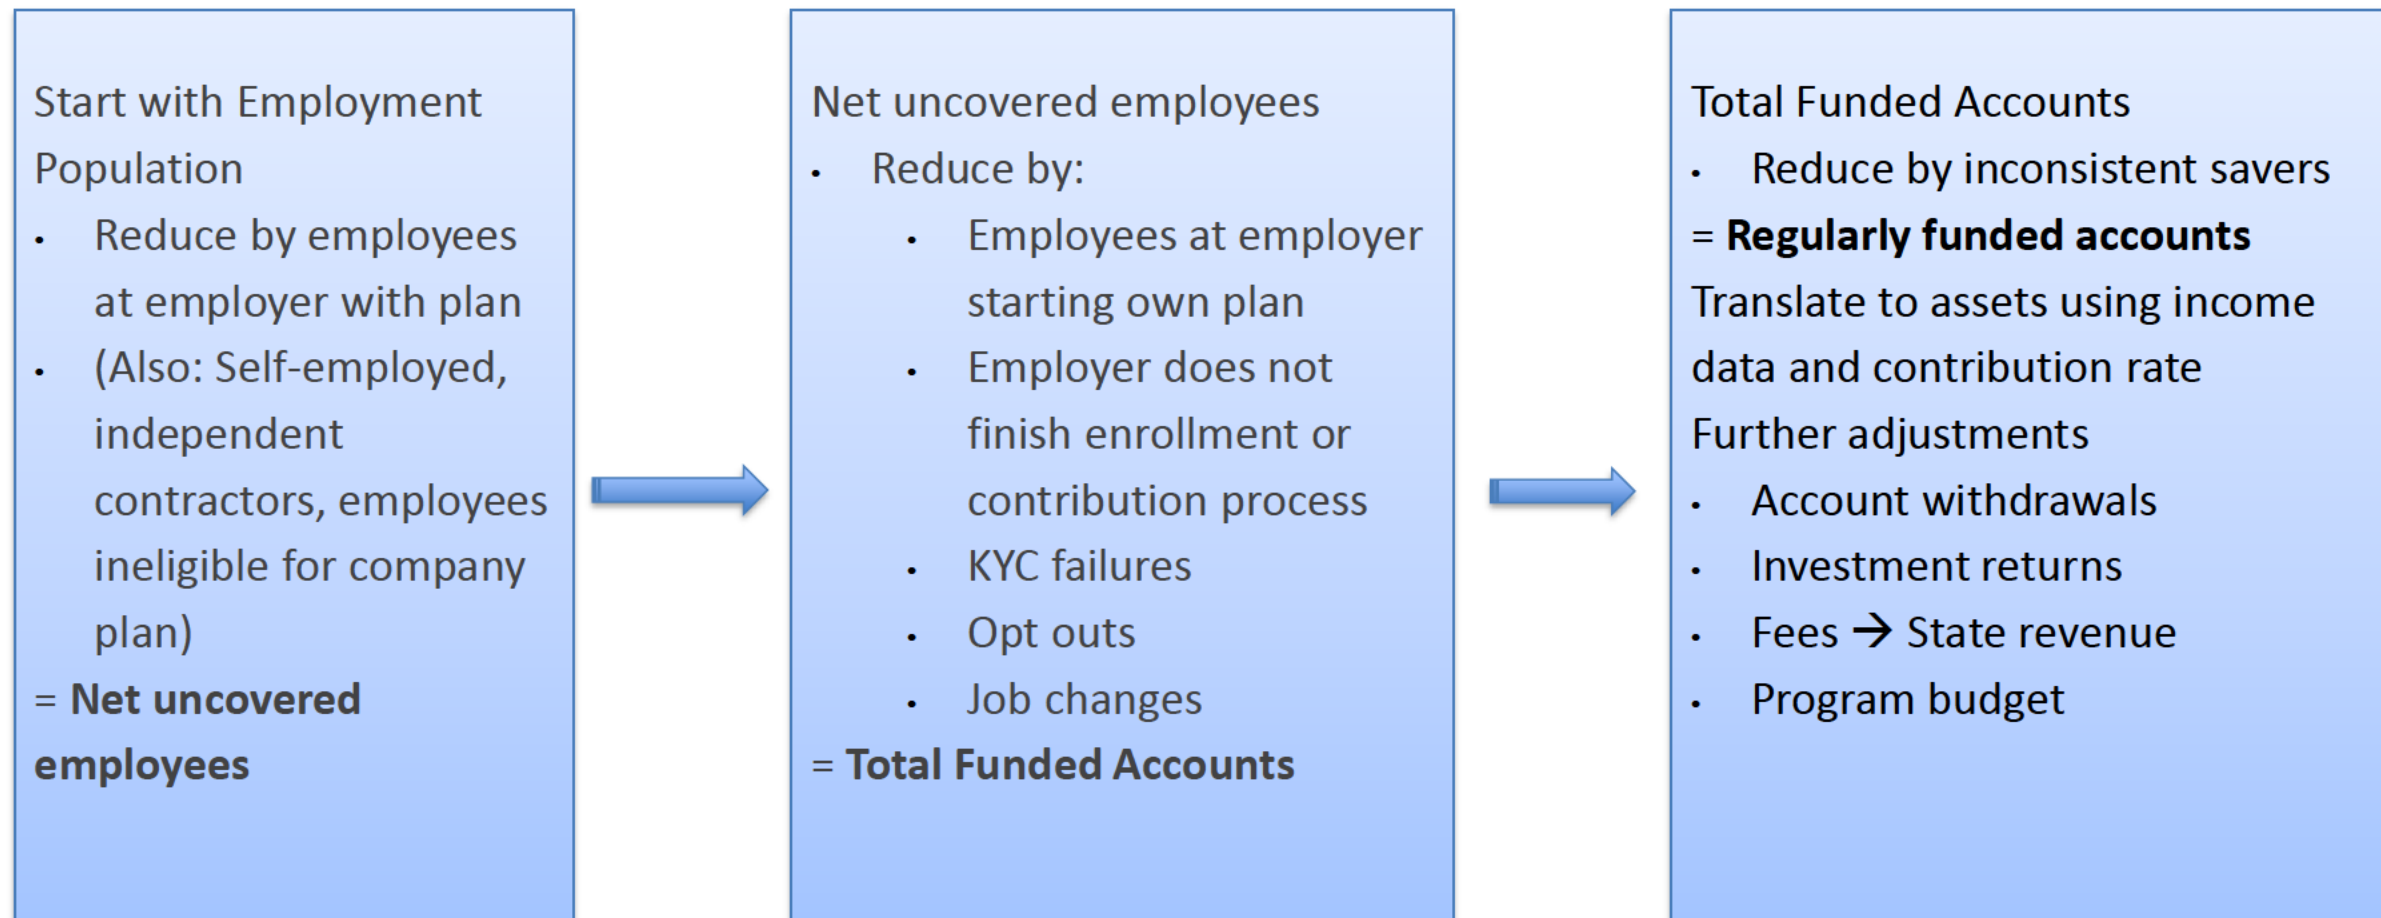 Start with Employment
Population
• Reduce by employees
at employer with plan
• (Also: Self-employed,
independent
contractors, employees
ineligible for company
plan)
= Net uncovered
employees
Net uncovered employees
• Reduce by:
• Employees at employer
starting own plan
• Employer does not
finish enrollment or
contribution process
• KYC failures
• Opt outs
• Job changes
= Total Funded Accounts
Total Funded Accounts
• Reduce by inconsistent savers
= Regularly funded accounts
Translate to assets using income
data and contribution rate
Further adjustments
• Account withdrawals
• Investment returns
• Fees → State revenue
• Program budget